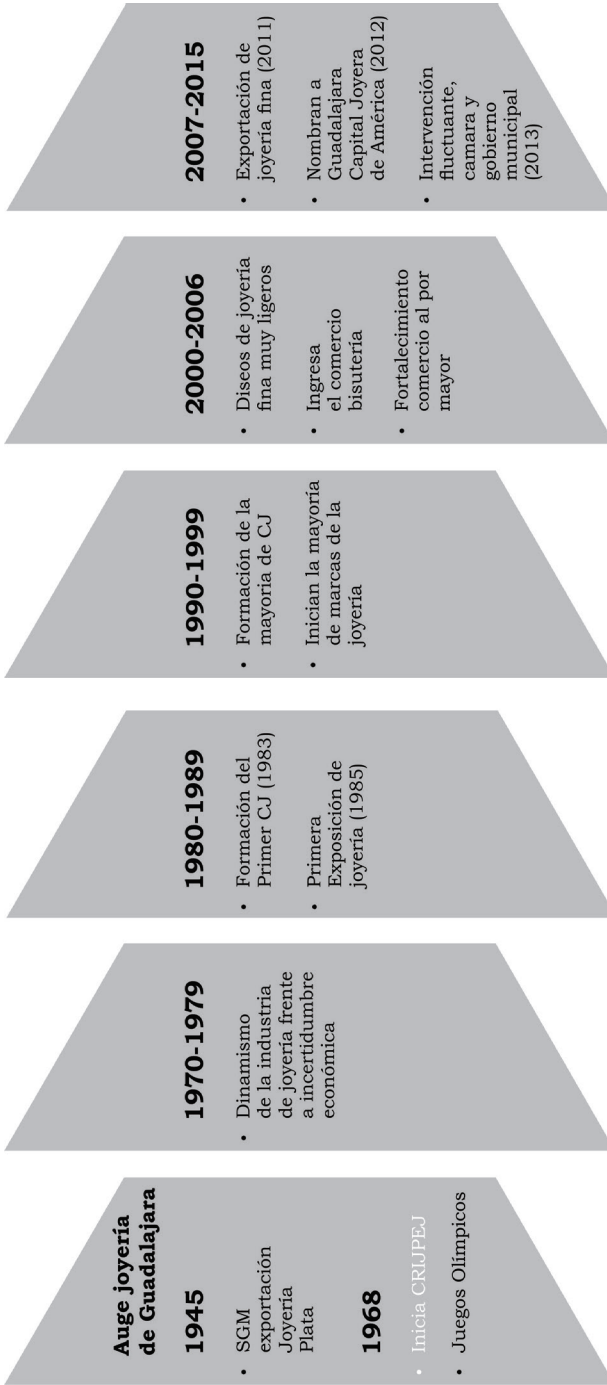 Auge joyería
de Guadalajara
1945
• SGM
exportación
Joyería
Plata
1968
• Inicia CRIJPEJ
• Juegos Olímpicos
1970-1979
• Dinamismo
de la industria
de joyería frente
a incertidumbre
económica
1980-1989
• Formación del
Primer CJ (1983)
• Primera
Exposición de
joyería (1985)
1990-1999
• Formación de la
mayoria de CJ
• Inician la mayoría
de marcas de la
joyería
2000-2006
• Diseos de joyería
fina muy ligeros
• Ingresa
el comercio
bisutería
• Fortalecimiento
comercio al por
mayor
2007-2015
• Exportación de
joyería fina (2011)
• Nombran a
Guadalajara
Capital Joyera
de América (2012)
• Intervención
fluctuante,
camara y
gobierno
municipal
(2013)